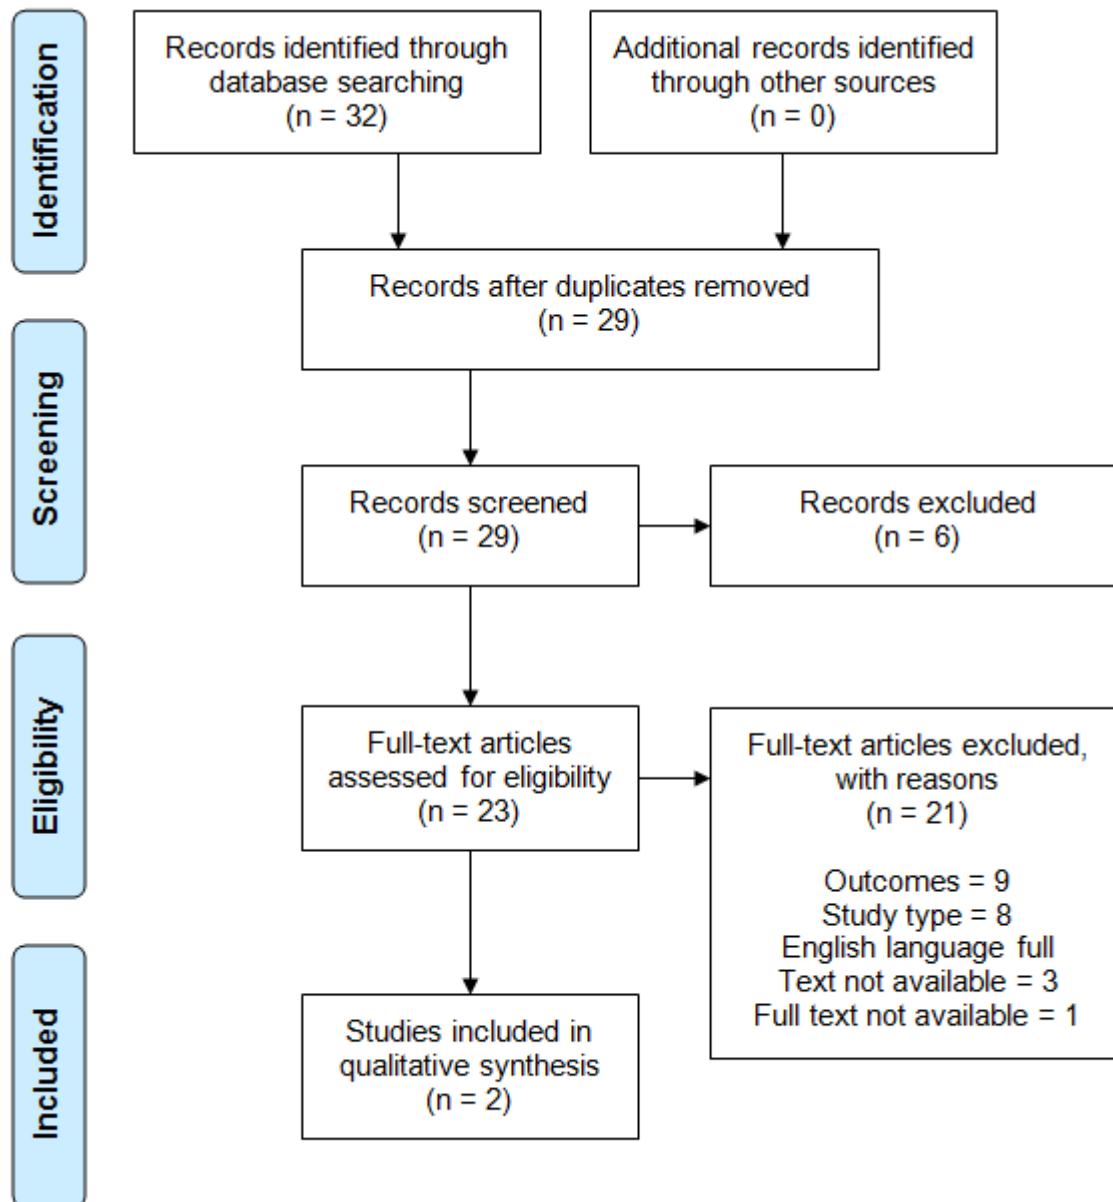 Identification
Records identified through
database searching
(n = 32)
Additional records identified
through other sources
(n = 0)
Records after duplicates removed
(n = 29)
Screening
Records screened
(n = 29)
Records excluded
(n = 6)
Eligibility
Full-text articles
assessed for eligibility
(n = 23)
Full-text articles excluded,
with reasons
(n = 21)
Outcomes = 9
Study type = 8
English language full
Text not available = 3
Full text not available = 1
Included
Studies included in
qualitative synthesis
(n = 2)